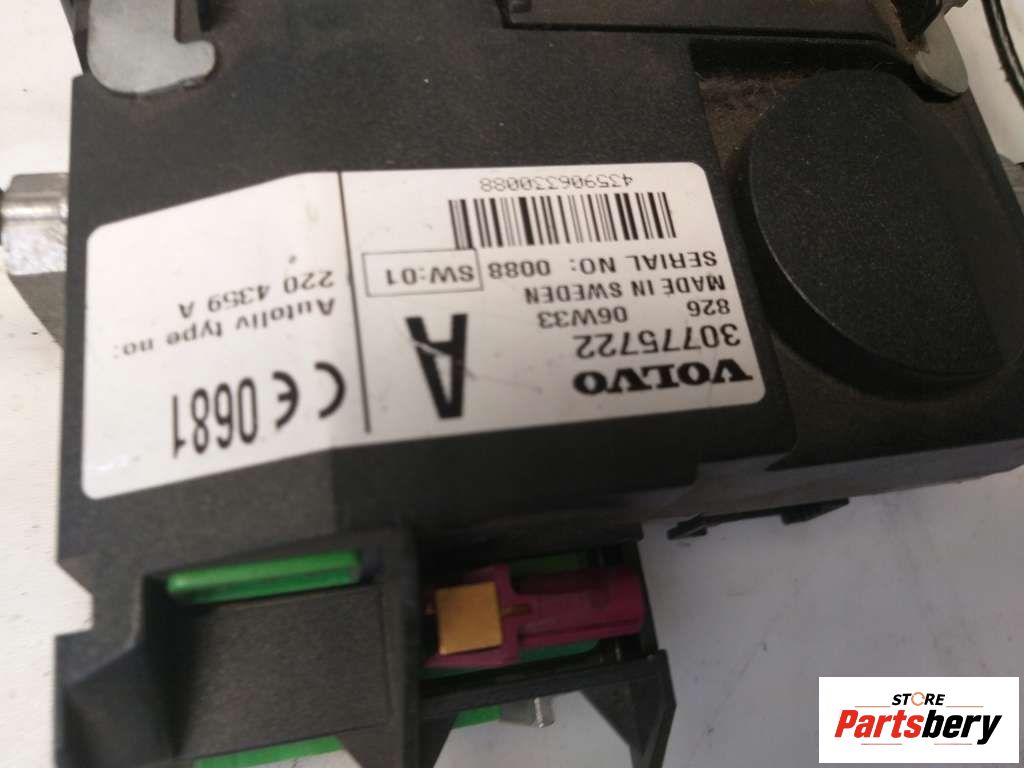 VOLVO
30775722
826 06W33
MADE IN SWEDEN
SERIAL NO: 0088 SW:01
435906330088
A
CE 0681
Autoliv type no:
220 4359 A
STORE
Partsbery